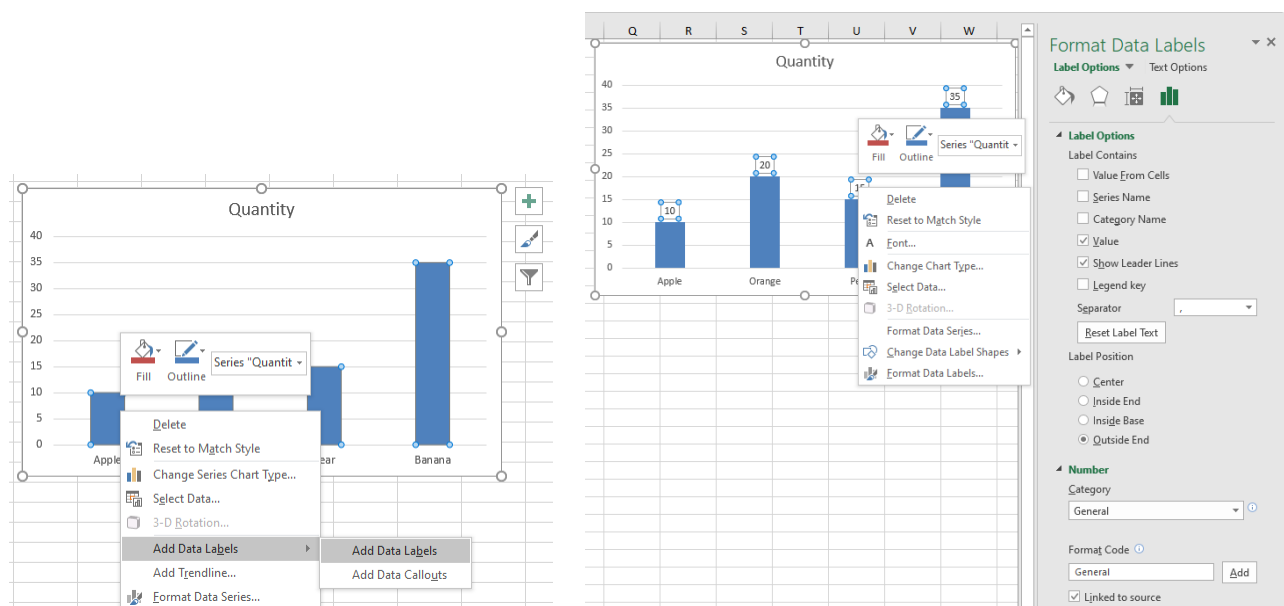 Quantity
40
35
30
25
20
15
10
5
0
Apple
ear
Banana
Fill
Outline
Series "Quantit
Delete
Reset to Match Style
Change Series Chart Type...
Select Data...
3-D Rotation...
Add Data Labels
Add Trendline...
Format Data Series...
Add Data Labels
Add Data Callouts
Q R S T U V W
Quantity
40
35
30
25
20
15
10
5
0
10
20
15
35
Apple
Orange
Pe
Fill
Outline
Series "Quantit
Delete
Reset to Match Style
A Font...
Change Chart Type...
Select Data...
3-D Rotation...
Format Data Series...
Change Data Label Shapes
Format Data Labels...
Format Data Labels
Label Options Text Options
Label Options
Label Contains
Value From Cells
Series Name
Category Name
Value
Show Leader Lines
Legend key
Separator ,
Reset Label Text
Label Position
Center
Inside End
Inside Base
Outside End
Number
Category
General
Format Code
General
Add
Linked to source